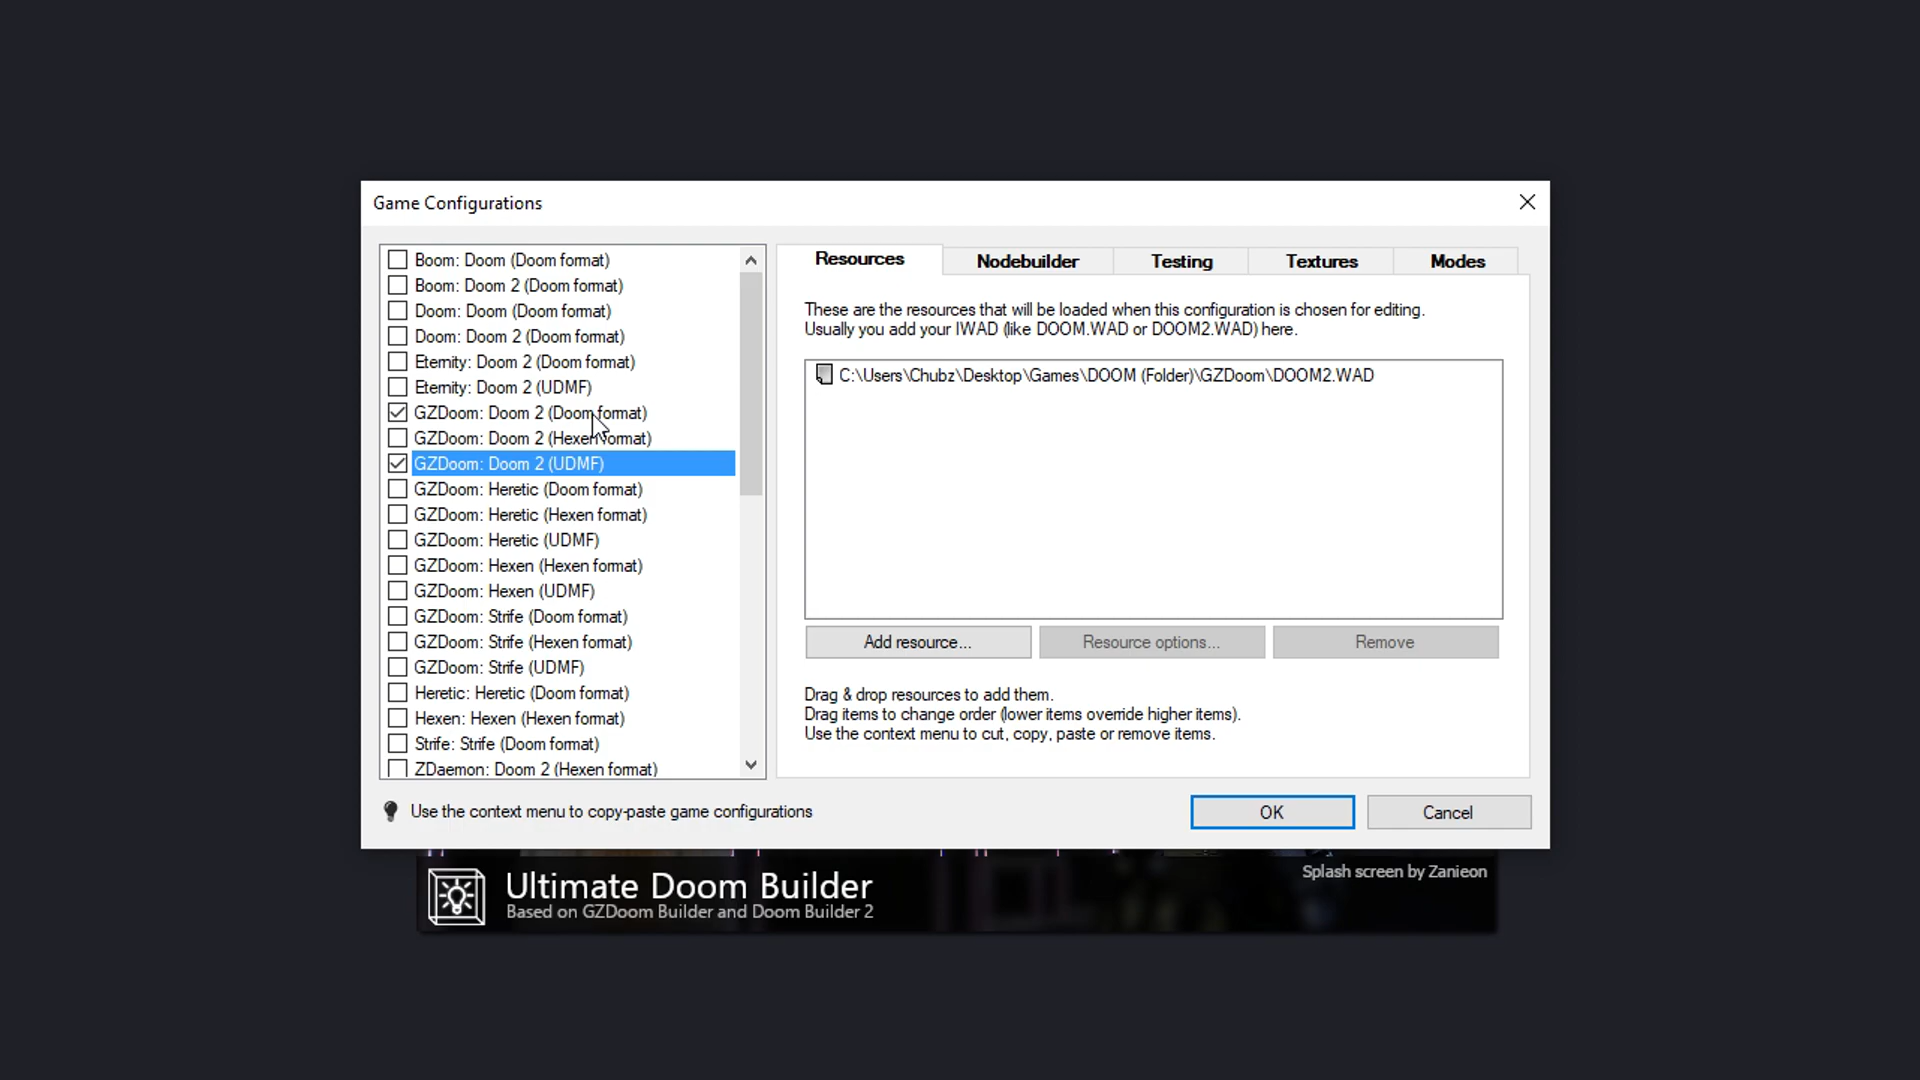 Game Configurations
Boom: Doom (Doom format)
Boom: Doom 2 (Doom format)
Doom: Doom (Doom format)
Doom: Doom 2 (Doom format)
Eternity: Doom 2 (Doom format)
Eternity: Doom 2 (UDMF)
GZDoom: Doom 2 (Doom format)
GZDoom: Doom 2 (Hexen format)
GZDoom: Doom 2 (UDMF)
GZDoom: Heretic (Doom format)
GZDoom: Heretic (Hexen format)
GZDoom: Heretic (UDMF)
GZDoom: Hexen (Hexen format)
GZDoom: Hexen (UDMF)
GZDoom: Strife (Doom format)
GZDoom: Strife (Hexen format)
GZDoom: Strife (UDMF)
Heretic: Heretic (Doom format)
Hexen: Hexen (Hexen format)
Strife: Strife (Doom format)
ZDaemon: Doom 2 (Hexen format)
Resources
Nodebuilder
Testing
Textures
Modes
These are the resources that will be loaded when this configuration is chosen for editing.
Usually you add your IWAD (like DOOM.WAD or DOOM2.WAD) here.
C:\Users\Chubz\Desktop\Games\DOOM (Folder)\GZDoom\DOOM2.WAD
Add resource...
Resource options...
Remove
Drag & drop resources to add them.
Drag items to change order (lower items override higher items).
Use the context menu to cut, copy, paste or remove items.
Use the context menu to copy-paste game configurations
OK
Cancel
Ultimate Doom Builder
Based on GZDoom Builder and Doom Builder 2
Splash screen by Zanieon